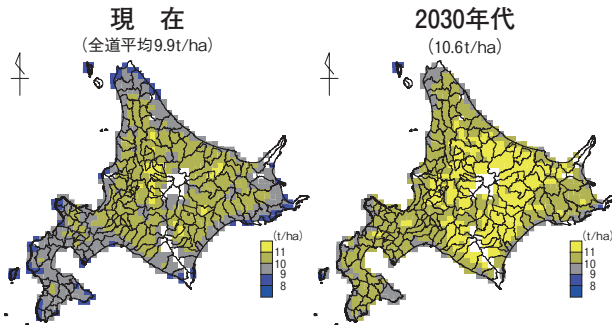 現 在
（全道平均9.9t/ha）
(t/ha)
11
10
9
8
2030年代
（10.6t/ha）
(t/ha)
11
10
9
8